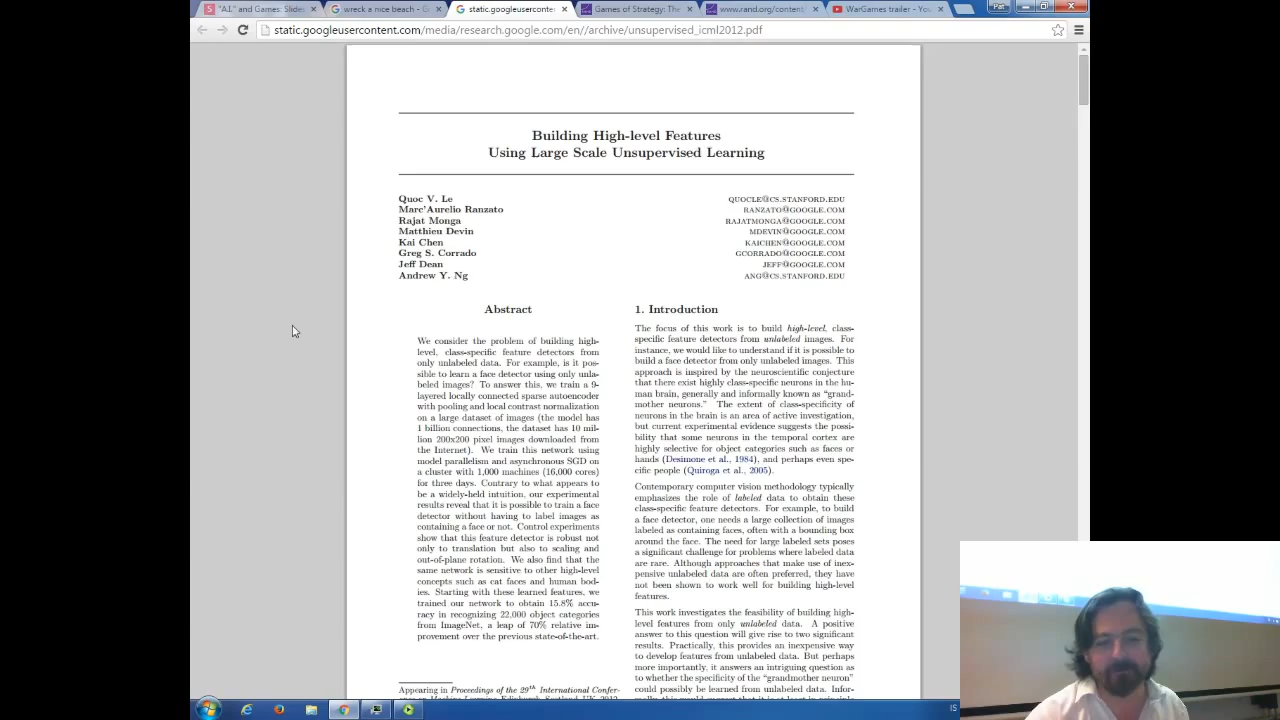 "A.I." and Games: Slides
wreck a nice beach - G
static.googleusercontent
Games of Strategy: The
www.rand.org/content/
WarGames trailer - You
Pat
static.googleusercontent.com/media/research.google.com/en//archive/unsupervised_icml2012.pdf
Building High-level Features
Using Large Scale Unsupervised Learning
Quoc V. Le
QUOCLE@CS.STANFORD.EDU
Marc'Aurelio Ranzato
RANZATO@GOOGLE.COM
Rajat Monga
RAJATMONGA@GOOGLE.COM
Matthieu Devin
MDEVIN@GOOGLE.COM
Kai Chen
KAICHEN@GOOGLE.COM
Greg S. Corrado
GCORRADO@GOOGLE.COM
Jeff Dean
JEFF@GOOGLE.COM
Andrew Y. Ng
ANG@CS.STANFORD.EDU
Abstract
We consider the problem of building high-
level, class-specific feature detectors from
only unlabeled data. For example, is it pos-
sible to learn a face detector using only unla-
beled images? To answer this, we train a 9-
layered locally connected sparse autoencoder
with pooling and local contrast normalization
on a large dataset of images (the model has
1 billion connections, the dataset has 10 mil-
lion 200x200 pixel images downloaded from
the Internet). We train this network using
model parallelism and asynchronous SGD on
a cluster with 1,000 machines (16,000 cores)
for three days. Contrary to what appears to
be a widely-held intuition, our experimental
results reveal that it is possible to train a face
detector without having to label images as
containing a face or not. Control experiments
show that this feature detector is robust not
only to translation but also to scaling and
out-of-plane rotation. We also find that the
same network is sensitive to other high-level
concepts such as cat faces and human bod-
ies. Starting with these learned features, we
trained our network to obtain 15.8% accu-
racy in recognizing 22,000 object categories
from ImageNet, a leap of 70% relative im-
provement over the previous state-of-the-art.
Appearing in Proceedings of the 29th International Confer-
1. Introduction
The focus of this work is to build high-level, class-
specific feature detectors from unlabeled images. For
instance, we would like to understand if it is possible to
build a face detector from only unlabeled images. This
approach is inspired by the neuroscientific conjecture
that there exist highly class-specific neurons in the hu-
man brain, generally and informally known as "grand-
mother neurons." The extent of class-specificity of
neurons in the brain is an area of active investigation,
but current experimental evidence suggests the possi-
bility that some neurons in the temporal cortex are
highly selective for object categories such as faces or
hands (Desimone et al., 1984), and perhaps even spe-
cific people (Quiroga et al., 2005).
Contemporary computer vision methodology typically
emphasizes the role of labeled data to obtain these
class-specific feature detectors. For example, to build
a face detector, one needs a large collection of images
labeled as containing faces, often with a bounding box
around the face. The need for large labeled sets poses
a significant challenge for problems where labeled data
are rare. Although approaches that make use of inex-
pensive unlabeled data are often preferred, they have
not been shown to work well for building high-level
features.
This work investigates the feasibility of building high-
level features from only unlabeled data. A positive
answer to this question will give rise to two significant
results. Practically, this provides an inexpensive way
to develop features from unlabeled data. But perhaps
more importantly, it answers an intriguing question as
to whether the specificity of the "grandmother neuron"
could possibly be learned from unlabeled data. Infor-
IS